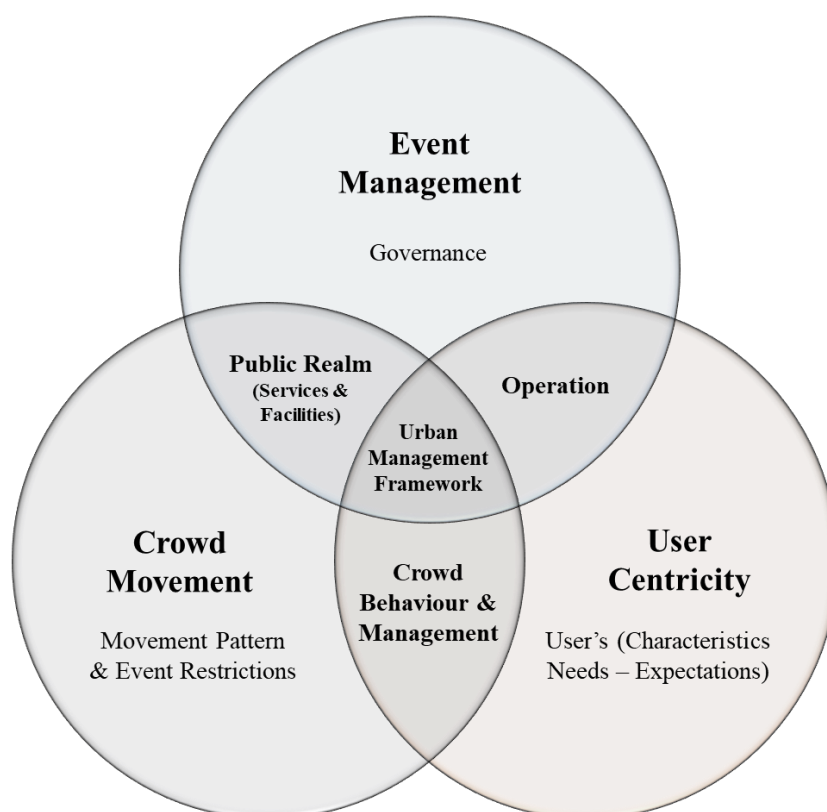 Event
Management
Governance
Public Realm
(Services &
Facilities)
Operation
Urban
Management
Framework
Crowd
Movement
Movement Pattern
& Event Restrictions
Crowd
Behaviour &
Management
User
Centricity
User’s (Characteristics
Needs – Expectations)